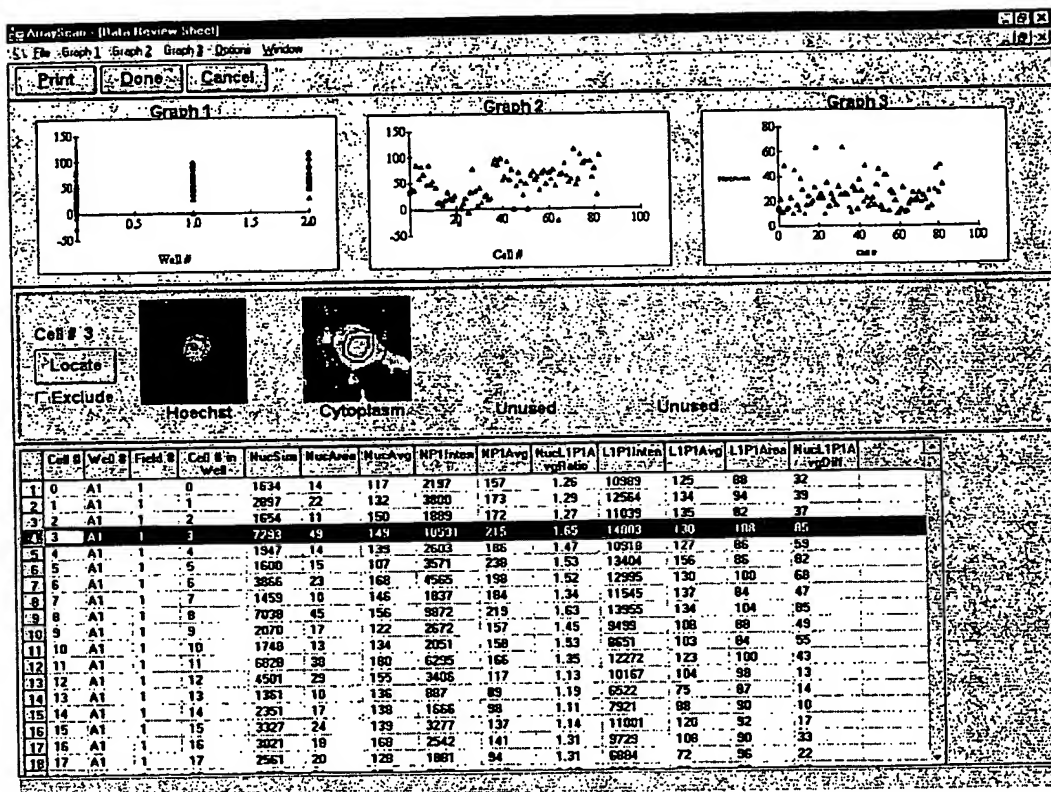 ArrayScan - [Data Review Sheet]
File Graph 1 Graph 2 Graph 3 Options Window
Print Done Cancel
Graph 1 Graph 2 Graph 3
150
100
50
0
-50
0.5 1.0 1.5 2.0
Well #
150
100
50
0
-50
20 40 60 80 100
Cell #
80
60
40
20
0
0 20 40 60 80 100
Cell #
Cell # 3
Locate
Exclude
Hoechst Cytoplasm Unused Unused
Cell # Well # Field # Cell # in Well NucSize NucArea NucAvg NP1Inten NP1Avg NucL1P1AvgRatio L1P1Inten L1P1Avg L1P1Area NucL1P1AvgDiff
1 0 A1 1 0 1634 14 117 2197 157 1.26 10989 125 88 32
2 1 A1 1 1 2897 22 132 3800 173 1.29 12564 134 94 39
3 2 A1 1 2 1654 11 150 1889 172 1.27 11039 135 82 37
4 3 A1 1 3 7293 49 149 10531 215 1.65 14003 130 108 85
5 4 A1 1 4 1947 14 139 2603 186 1.47 10918 127 86 59
6 5 A1 1 5 1600 15 107 3571 238 1.53 13404 156 86 82
7 6 A1 1 6 3866 23 168 4565 198 1.52 12995 130 100 68
8 7 A1 1 7 1459 10 146 1837 184 1.34 11545 137 84 47
9 8 A1 1 8 7038 45 156 9872 219 1.63 13955 134 104 85
10 9 A1 1 9 2070 17 122 2672 157 1.45 9499 108 88 49
11 10 A1 1 10 1748 13 134 2051 158 1.53 8651 103 84 55
12 11 A1 1 11 6828 38 180 6295 166 1.35 12272 123 100 43
13 12 A1 1 12 4501 29 155 3406 117 1.13 10167 104 98 13
14 13 A1 1 13 1361 10 136 887 89 1.19 6522 75 87 14
15 14 A1 1 14 2351 17 138 1666 98 1.11 7921 88 90 10
16 15 A1 1 15 3327 24 139 3277 137 1.14 11001 120 92 17
17 16 A1 1 16 3021 18 168 2542 141 1.31 9729 108 90 33
18 17 A1 1 17 2561 20 128 1881 94 1.31 6884 72 96 22